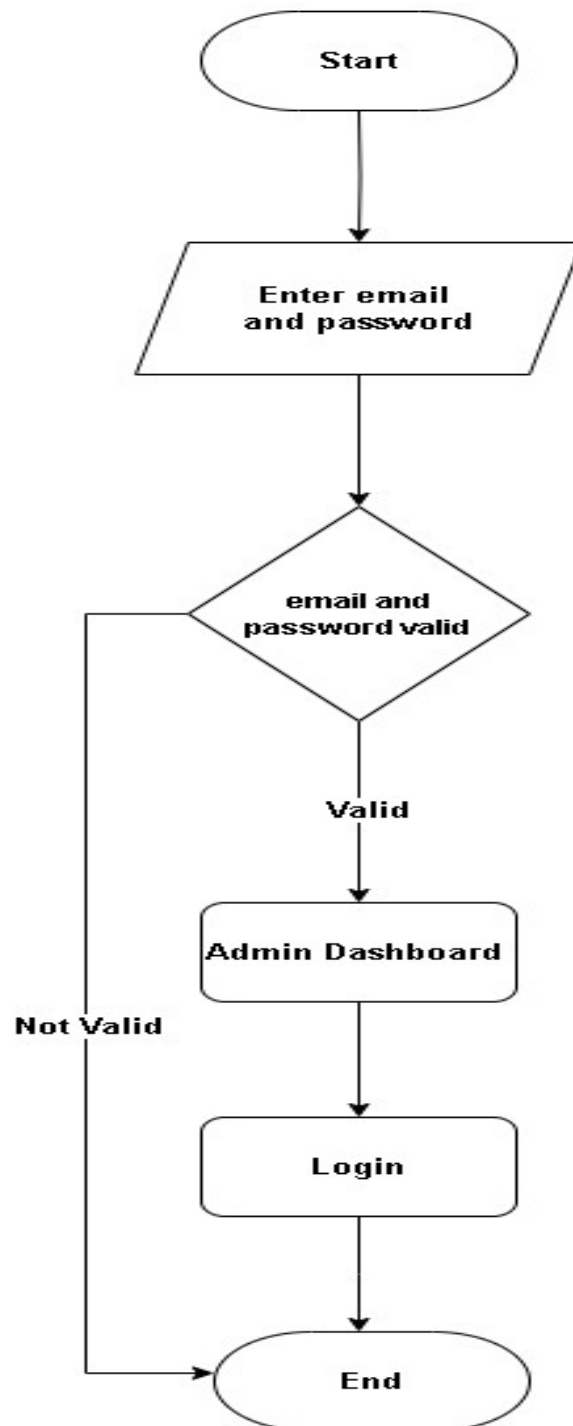 Start
Enter email
and password
email and
password valid
Valid
Admin Dashboard
Not Valid
Login
End